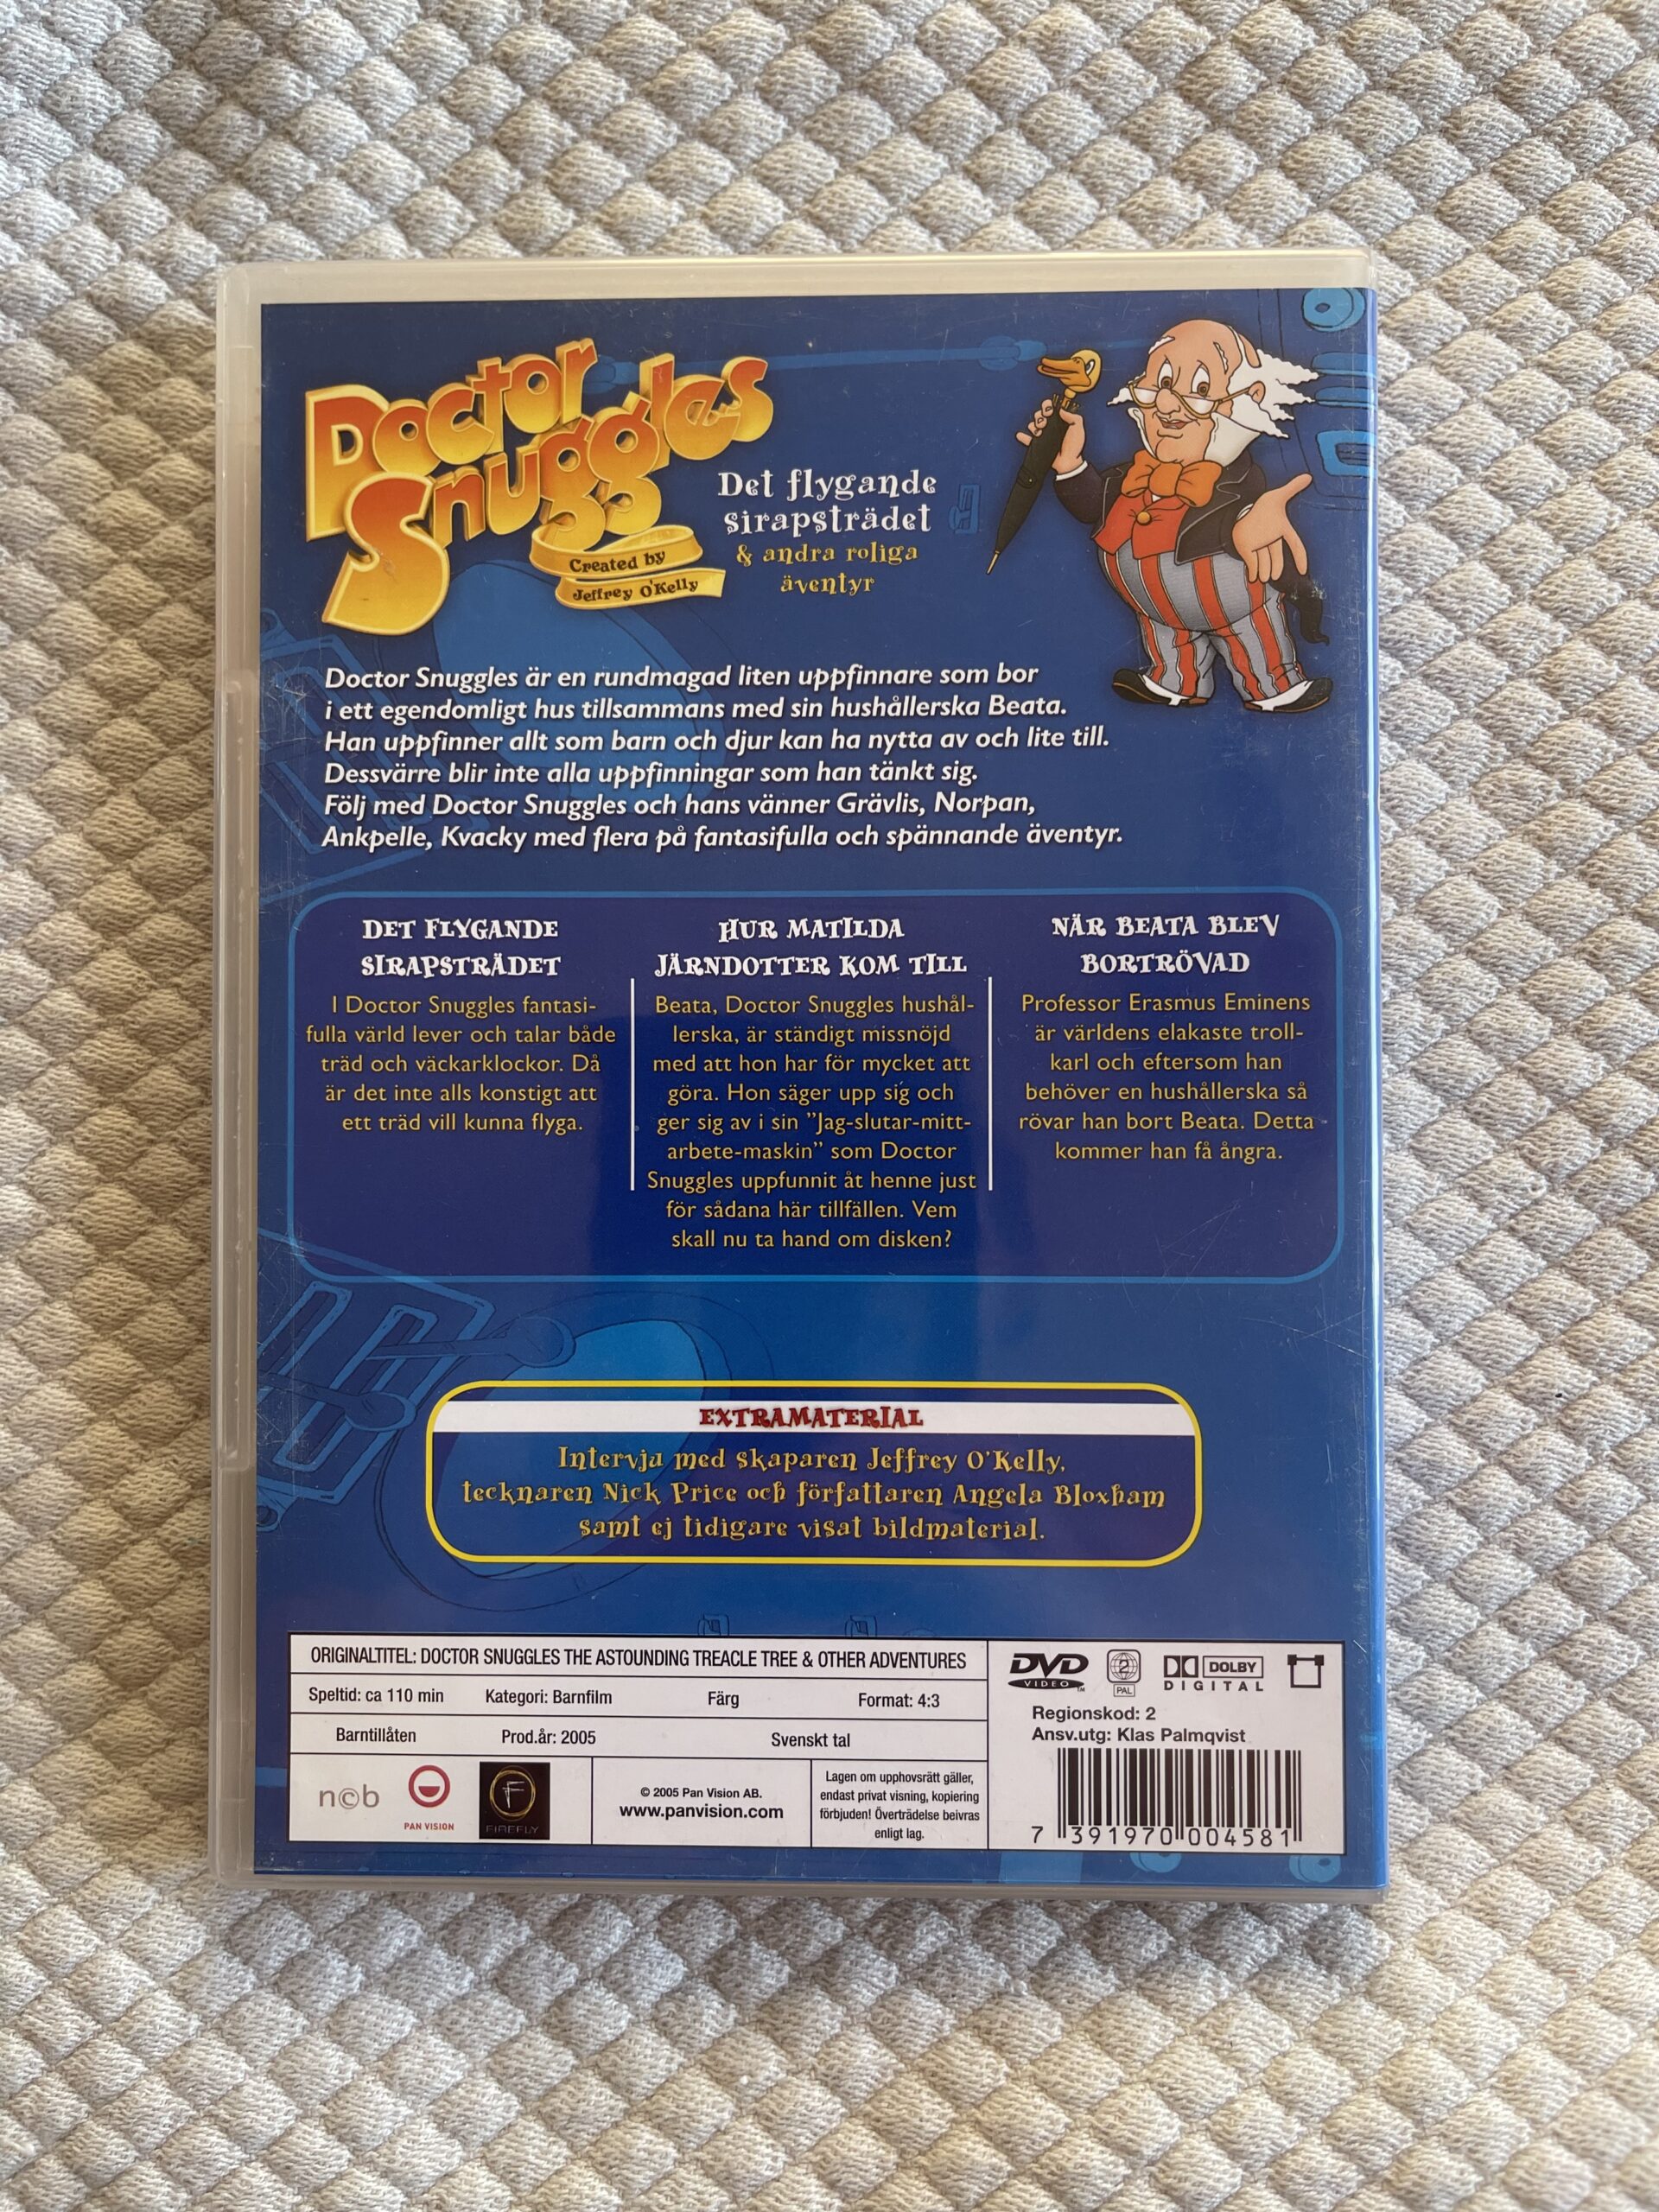 Doctor
Snuggles
Created by
Jeffrey O'Kelly
Det flygande
sirapsträdet
& andra roliga
äventyr
Doctor Snuggles är en rundmagad liten uppfinnare som bor
i ett egendomligt hus tillsammans med sin hushållerska Beata.
Han uppfinner allt som barn och djur kan ha nytta av och lite till.
Dessvärre blir inte alla uppfinningar som han tänkt sig.
Följ med Doctor Snuggles och hans vänner Grävlis, Norpan,
Ankpelle, Kvacky med flera på fantasifulla och spännande äventyr.
DET FLYGANDE
SIRAPSTRÄDET
I Doctor Snuggles fantasi-
fulla värld lever och talar både
träd och väckarklockor. Då
är det inte alls konstigt att
ett träd vill kunna flyga.
HUR MATILDA
JÄRNDOTTER KOM TILL
Beata, Doctor Snuggles hushål-
lerska, är ständigt missnöjd
med att hon har för mycket att
göra. Hon säger upp sig och
ger sig av i sin "Jag-slutar-mitt-
arbete-maskin" som Doctor
Snuggles uppfunnit åt henne just
för sådana här tillfällen. Vem
skall nu ta hand om disken?
NÄR BEATA BLEV
BORTRÖVAD
Professor Erasmus Eminens
är världens elakaste troll-
karl och eftersom han
behöver en hushållerska så
rövar han bort Beata. Detta
kommer han få ångra.
EXTRAMATERIAL
Intervju med skaparen Jeffrey O'Kelly,
tecknaren Nick Price och författaren Angela Bloxham
samt ej tidigare visat bildmaterial.
ORIGINALTITEL: DOCTOR SNUGGLES THE ASTOUNDING TREACLE TREE & OTHER ADVENTURES
Speltid: ca 110 min Kategori: Barnfilm Färg Format: 4:3
Barntillåten Prod.år: 2005 Svenskt tal
ncb
PAN VISION
F
FIREFLY
© 2005 Pan Vision AB.
www.panvision.com
Lagen om upphovsrätt gäller,
endast privat visning, kopiering
förbjuden! Överträdelse beivras
enligt lag.
DVD
VIDEO TM
2
PAL
DOLBY
DIGITAL
Regionskod: 2
Ansv.utg: Klas Palmqvist
7 391970 004581